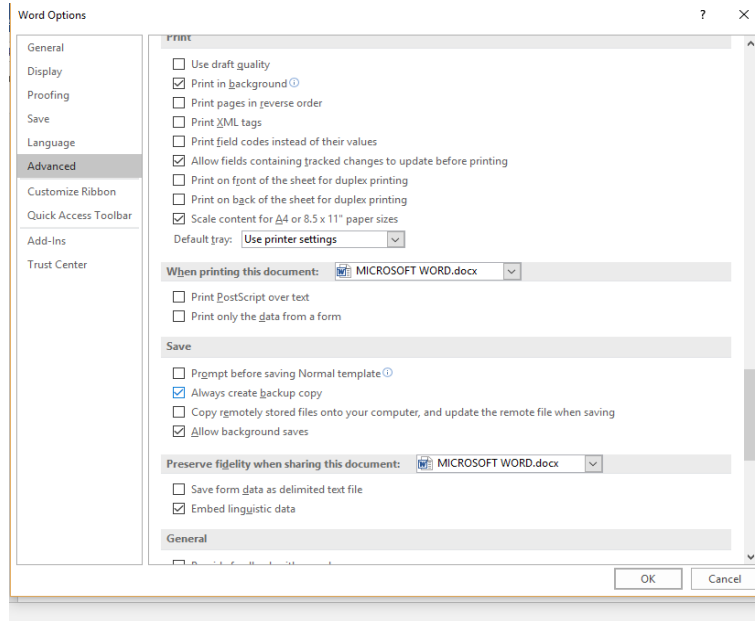 Word Options
?
General
Display
Proofing
Save
Language
Advanced
Customize Ribbon
Quick Access Toolbar
Add-Ins
Trust Center
Print
Use draft quality
Print in background
Print pages in reverse order
Print XML tags
Print field codes instead of their values
Allow fields containing tracked changes to update before printing
Print on front of the sheet for duplex printing
Print on back of the sheet for duplex printing
Scale content for A4 or 8.5 x 11" paper sizes
Default tray: Use printer settings
When printing this document: MICROSOFT WORD.docx
Print PostScript over text
Print only the data from a form
Save
Prompt before saving Normal template
Always create backup copy
Copy remotely stored files onto your computer, and update the remote file when saving
Allow background saves
Preserve fidelity when sharing this document: MICROSOFT WORD.docx
Save form data as delimited text file
Embed linguistic data
General
OK Cancel